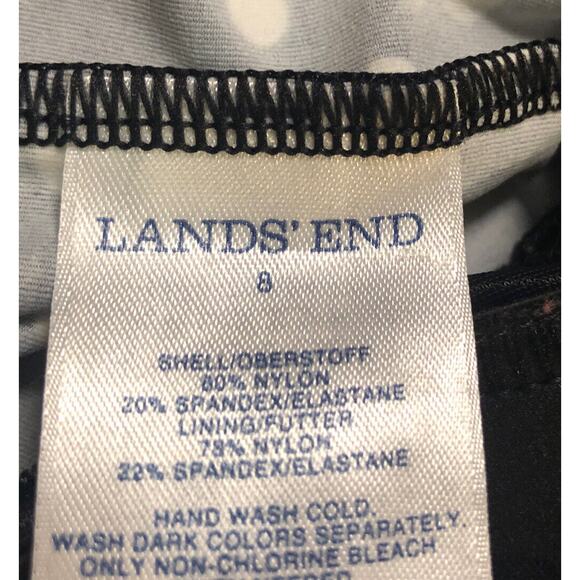 LANDS' END
8
SHELL/OBERSTOFF
80% NYLON
20% SPANDEX/ELASTANE
LINING/FUTTER
78% NYLON
22% SPANDEX/ELASTANE
HAND WASH COLD.
WASH DARK COLORS SEPARATELY.
ONLY NON-CHLORINE BLEACH